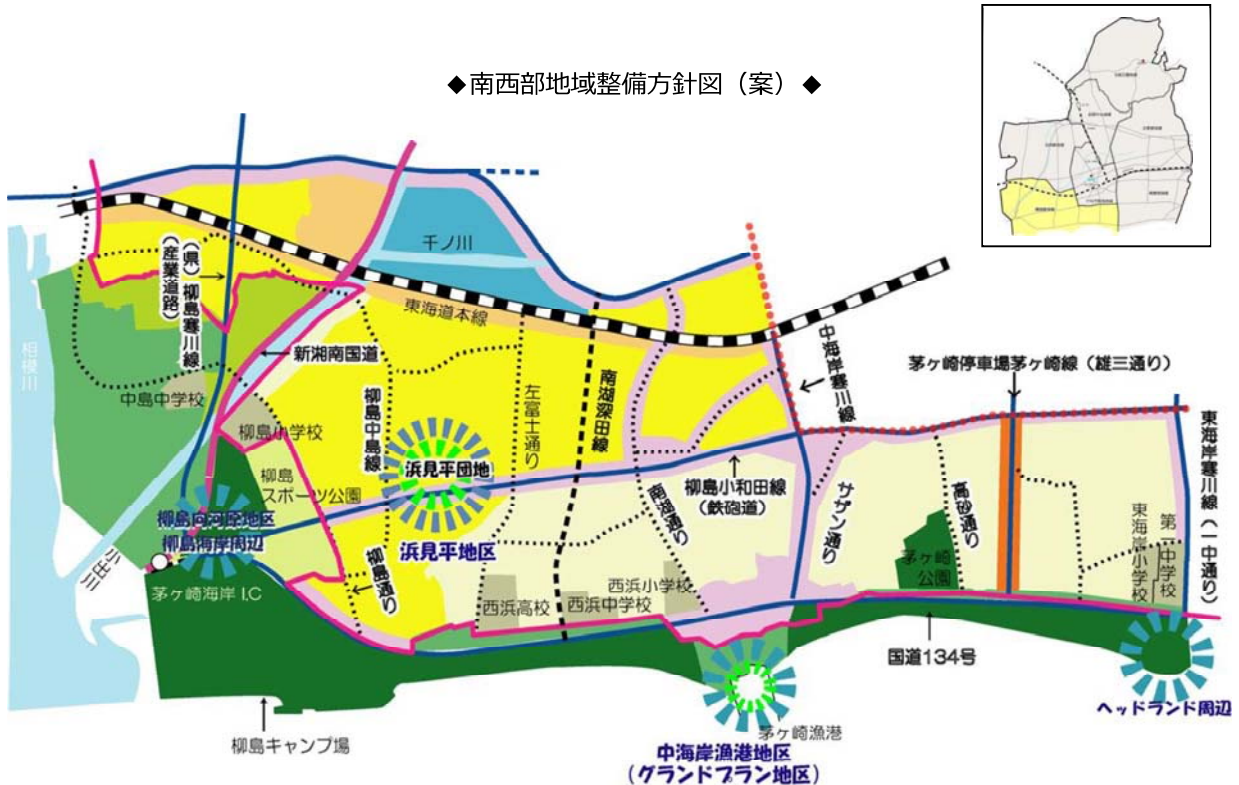 ◆南西部地域整備方針図（案）◆
千ノ川
東海道本線
（県）柳島寒川線
（産業道路）
新湘南国道
相模川
中島中学校
柳島小学校
柳島
スポーツ公園
柳島中島線
浜見平団地
浜見平地区
左富士通り
南湖深田線
中海岸寒川線
茅ヶ崎停車場茅ヶ崎線（雄三通り）
東海岸寒川線（一中通り）
柳島小和田線
（鉄砲道）
南湖通り
サザン通り
高砂通り
柳島向河原地区
柳島海岸周辺
小出川
茅ヶ崎海岸 I.C
柳島通り
西浜高校
西浜中学校
西浜小学校
茅ヶ崎
公園
東海岸小学校
第一中学校
国道134号
柳島キャンプ場
茅ヶ崎漁港
中海岸漁港地区
（グランドプラン地区）
ヘッドランド周辺